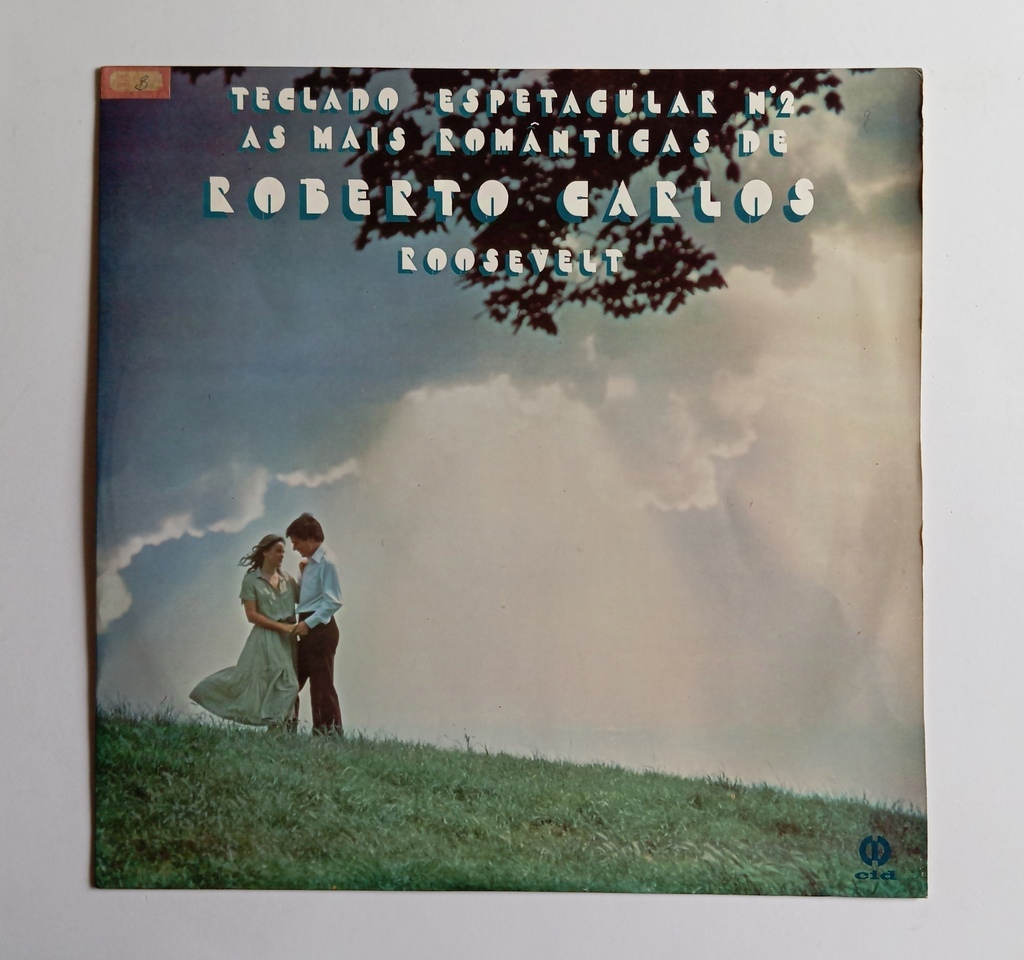 TECLADO ESPETACULAR Nº2
AS MAIS ROMÂNTICAS DE
ROBERTO CARLOS
ROOSEVELT
cid